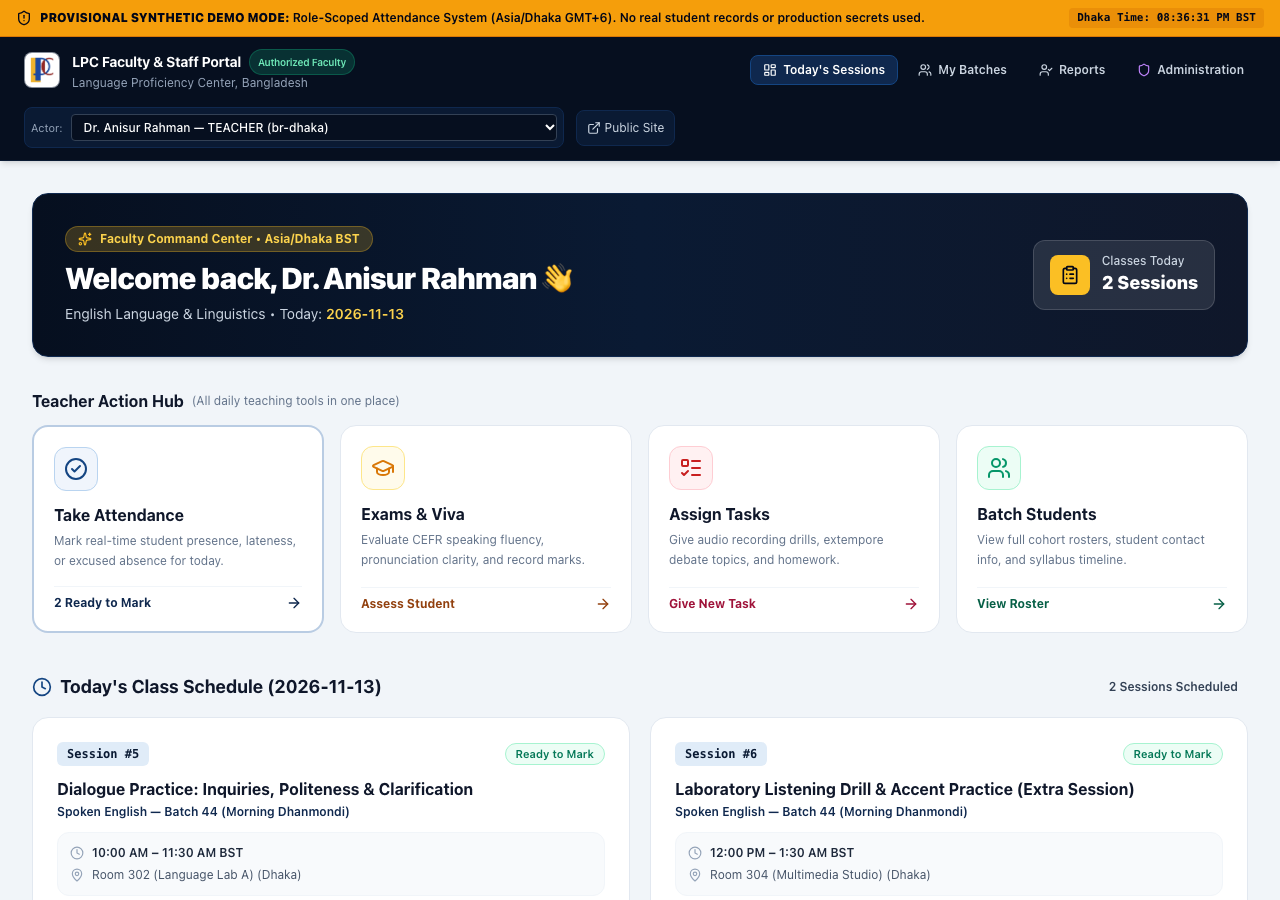 PROVISIONAL SYNTHETIC DEMO MODE: Role-Scoped Attendance System (Asia/Dhaka GMT+6). No real student records or production secrets used.
Dhaka Time: 08:36:31 PM BST
LPC Faculty & Staff Portal
Authorized Faculty
Language Proficiency Center, Bangladesh
Today's Sessions
My Batches
Reports
Administration
Actor:
Dr. Anisur Rahman — TEACHER (br-dhaka)
Public Site
Faculty Command Center • Asia/Dhaka BST
Welcome back, Dr. Anisur Rahman 👋
English Language & Linguistics • Today: 2026-11-13
Classes Today
2 Sessions
Teacher Action Hub (All daily teaching tools in one place)
Take Attendance
Mark real-time student presence, lateness,
or excused absence for today.
2 Ready to Mark
Exams & Viva
Evaluate CEFR speaking fluency,
pronunciation clarity, and record marks.
Assess Student
Assign Tasks
Give audio recording drills, extempore
debate topics, and homework.
Give New Task
Batch Students
View full cohort rosters, student contact
info, and syllabus timeline.
View Roster
Today's Class Schedule (2026-11-13)
2 Sessions Scheduled
Session #5
Ready to Mark
Dialogue Practice: Inquiries, Politeness & Clarification
Spoken English — Batch 44 (Morning Dhanmondi)
10:00 AM – 11:30 AM BST
Room 302 (Language Lab A) (Dhaka)
Session #6
Ready to Mark
Laboratory Listening Drill & Accent Practice (Extra Session)
Spoken English — Batch 44 (Morning Dhanmondi)
12:00 PM – 1:30 AM BST
Room 304 (Multimedia Studio) (Dhaka)